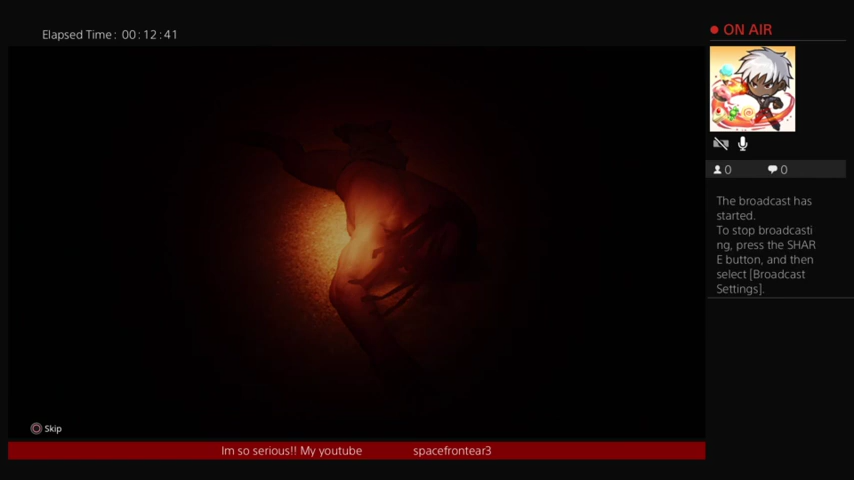 Elapsed Time: 00:12:41
ON AIR
0 0
The broadcast has
started.
To stop broadcasti
ng, press the SHAR
E button, and then
select [Broadcast
Settings].
Skip
Im so serious!! My youtube spacefrontear3